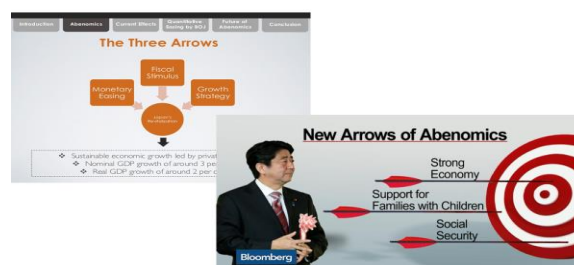 Introduction
Abenomics
Current Effects
Quantitative
Easing by BOJ
Future of
Abenomics
Conclusion
The Three Arrows
Fiscal
Stimulus
Monetary
Easing
Growth
Strategy
Japan's
Revitalization
Sustainable economic growth led by
Nominal GDP growth of around 3
Real GDP growth of around 2 per
New Arrows of Abenomics
Strong
Economy
Support for
Families with Children
Social
Security
Bloomberg